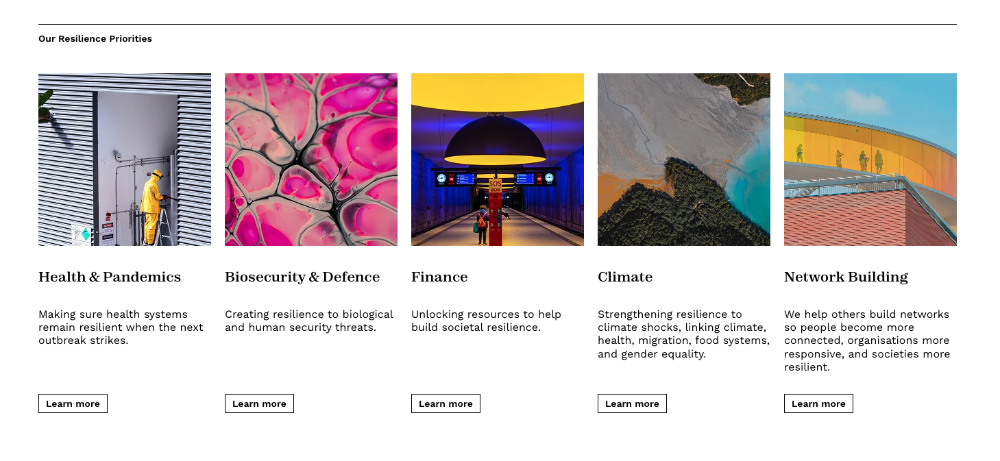 Our Resilience Priorities
SOS
Health & Pandemics
Biosecurity & Defence
Finance
Climate
Network Building
Making sure health systems
remain resilient when the next
outbreak strikes.
Creating resilience to biological
and human security threats.
Unlocking resources to help
build societal resilience.
Strengthening resilience to
climate shocks, linking climate,
health, migration, food systems,
and gender equality.
We help others build networks
so people become more
connected, organisations more
responsive, and societies more
resilient.
Learn more
Learn more
Learn more
Learn more
Learn more